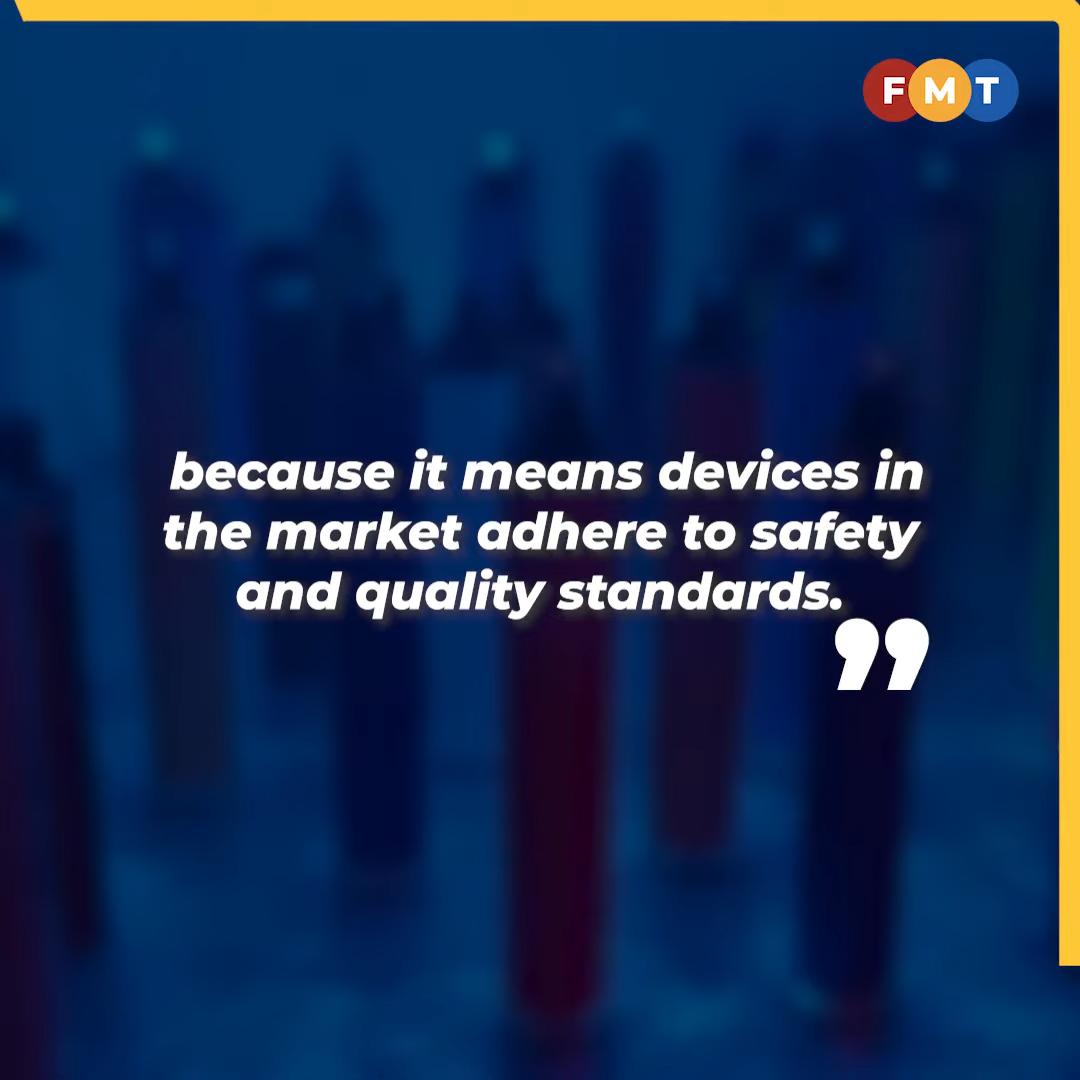 FMT
because it means devices in
the market adhere to safety
and quality standards.
”